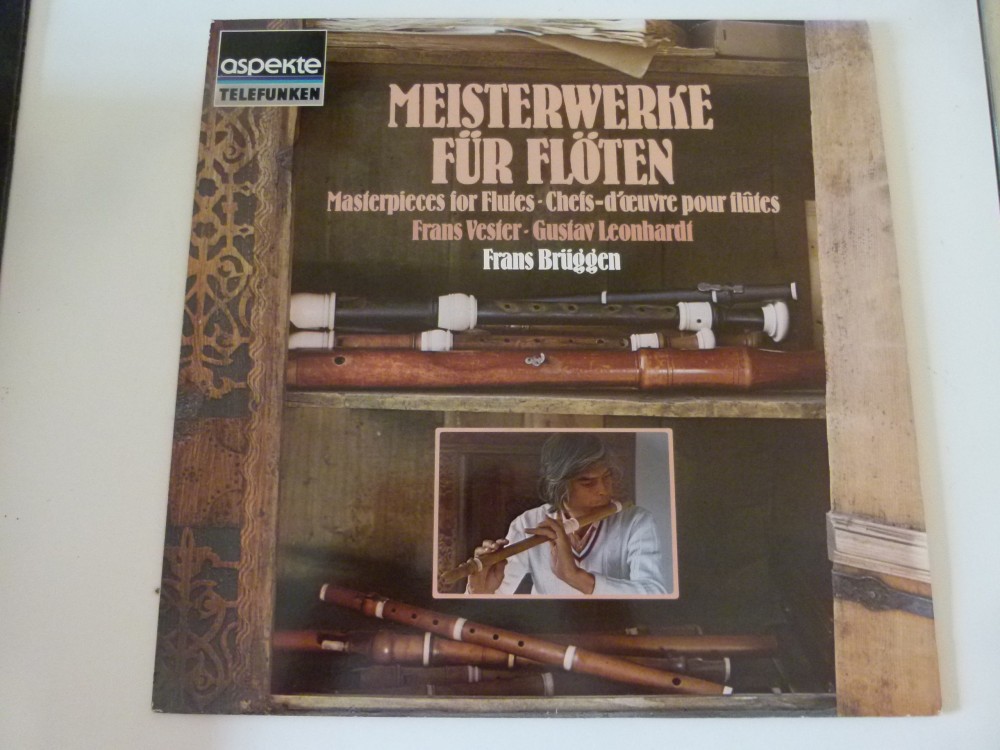 aspekte
TELEFUNKEN
MEISTERWERKE
FÜR FLÖTEN
Masterpieces for Flutes · Chefs-d'œuvre pour flûtes
Frans Vester · Gustav Leonhardt
Frans Brüggen